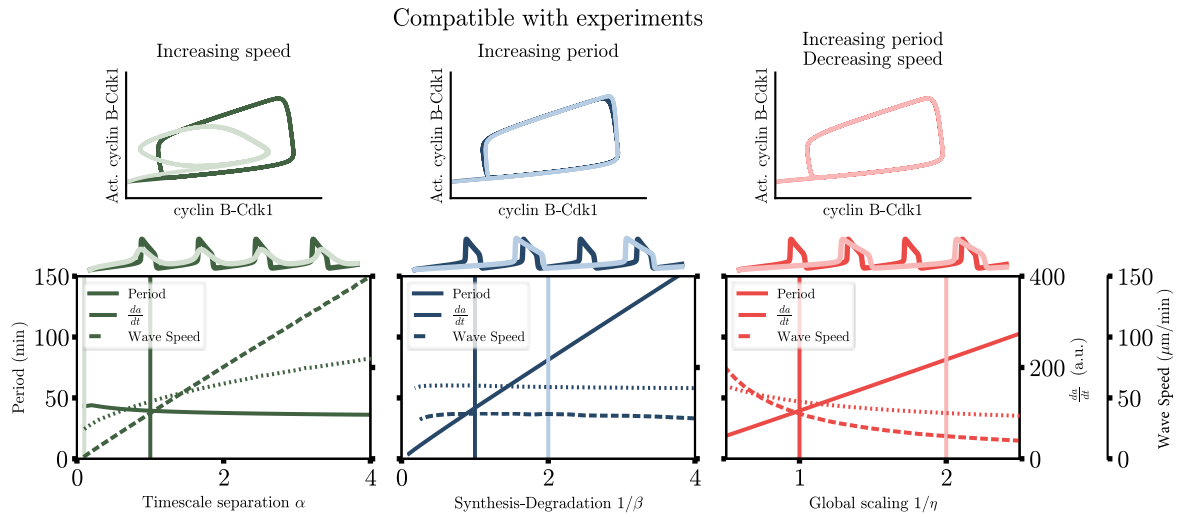 Compatible with experiments
Increasing speed
Act. cyclin B-Cdk1
cyclin B-Cdk1
Increasing period
Act. cyclin B-Cdk1
cyclin B-Cdk1
Increasing period
Decreasing speed
Act. cyclin B-Cdk1
cyclin B-Cdk1
Period (min)
150
100
50
0
Period
da/dt
Wave Speed
0 2 4
Timescale separation α
Period
da/dt
Wave Speed
0 2 4
Synthesis-Degradation 1/β
Period
da/dt
Wave Speed
1 2
Global scaling 1/η
400
200
0
da/dt (a.u.)
150
100
50
0
Wave Speed (μm/min)